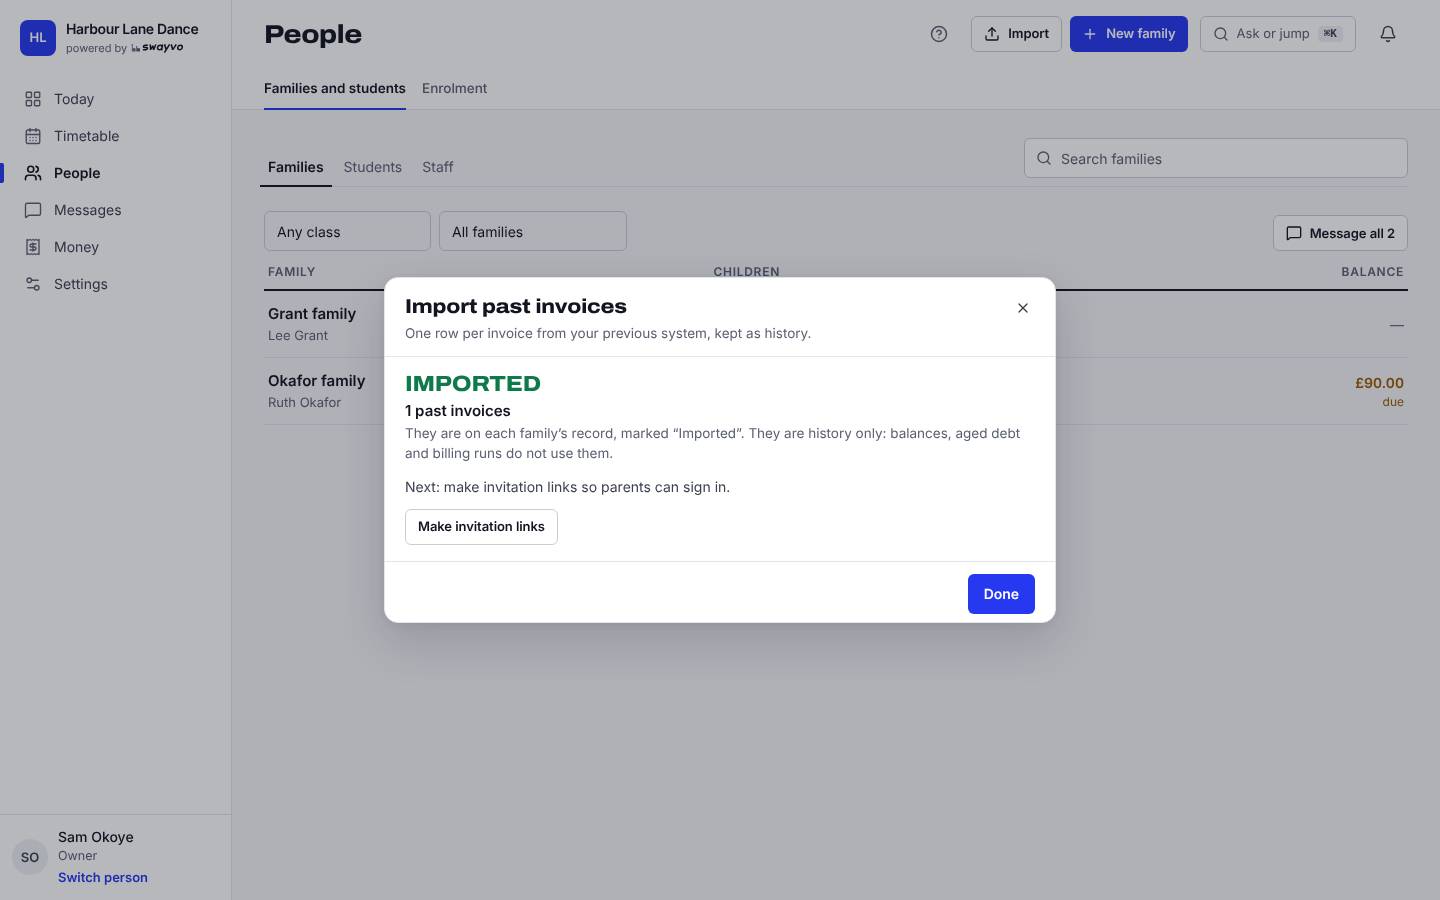 HL
Harbour Lane Dance
powered by swayvo
Today
Timetable
People
Messages
Money
Settings
SO
Sam Okoye
Owner
Switch person
People
Import
New family
Ask or jump
⌘K
Families and students
Enrolment
Families
Students
Staff
Search families
Any class
All families
Message all 2
FAMILY
CHILDREN
BALANCE
Grant family
Lee Grant
—
Okafor family
Ruth Okafor
£90.00
due
Import past invoices
One row per invoice from your previous system, kept as history.
IMPORTED
1 past invoices
They are on each family’s record, marked “Imported”. They are history only: balances, aged debt
and billing runs do not use them.
Next: make invitation links so parents can sign in.
Make invitation links
Done